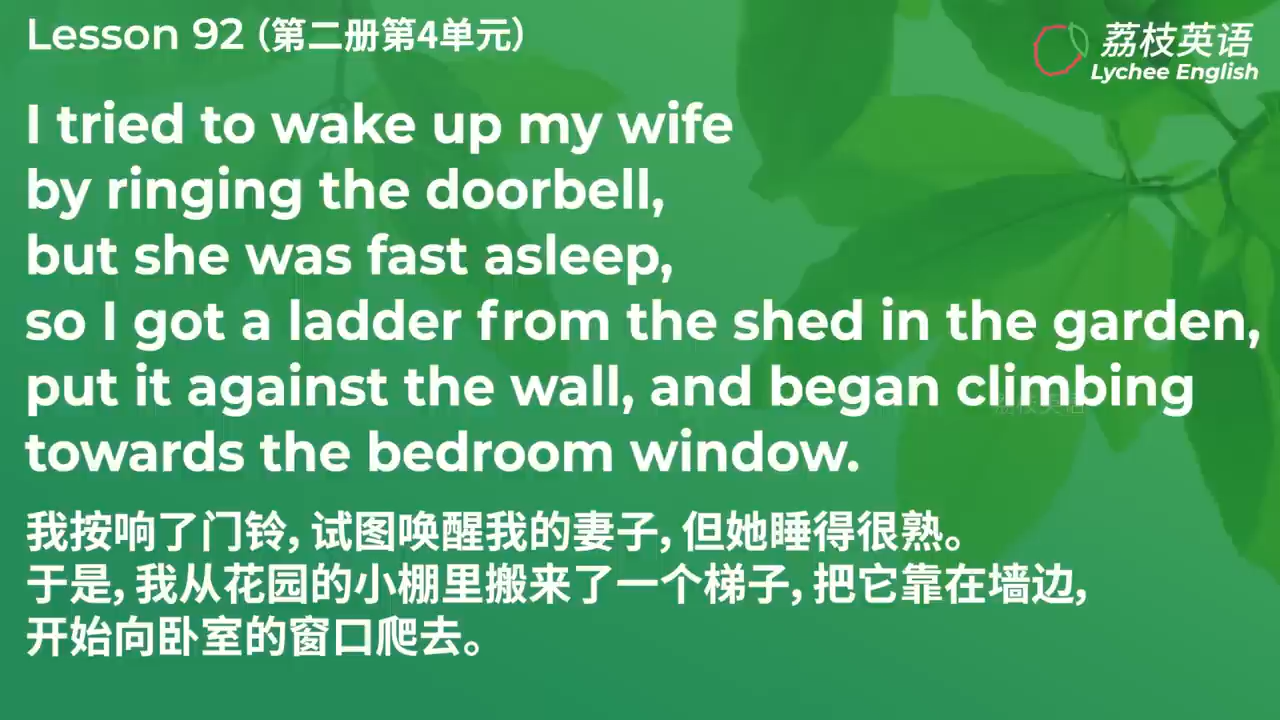 Lesson 92 (第二册第4单元)
荔枝英语
Lychee English
I tried to wake up my wife
by ringing the doorbell,
but she was fast asleep,
so I got a ladder from the shed in the garden,
put it against the wall, and began climbing
荔枝英语
towards the bedroom window.
我按响了门铃, 试图唤醒我的妻子, 但她睡得很熟。
于是, 我从花园的小棚里搬来了一个梯子, 把它靠在墙边,
开始向卧室的窗口爬去。